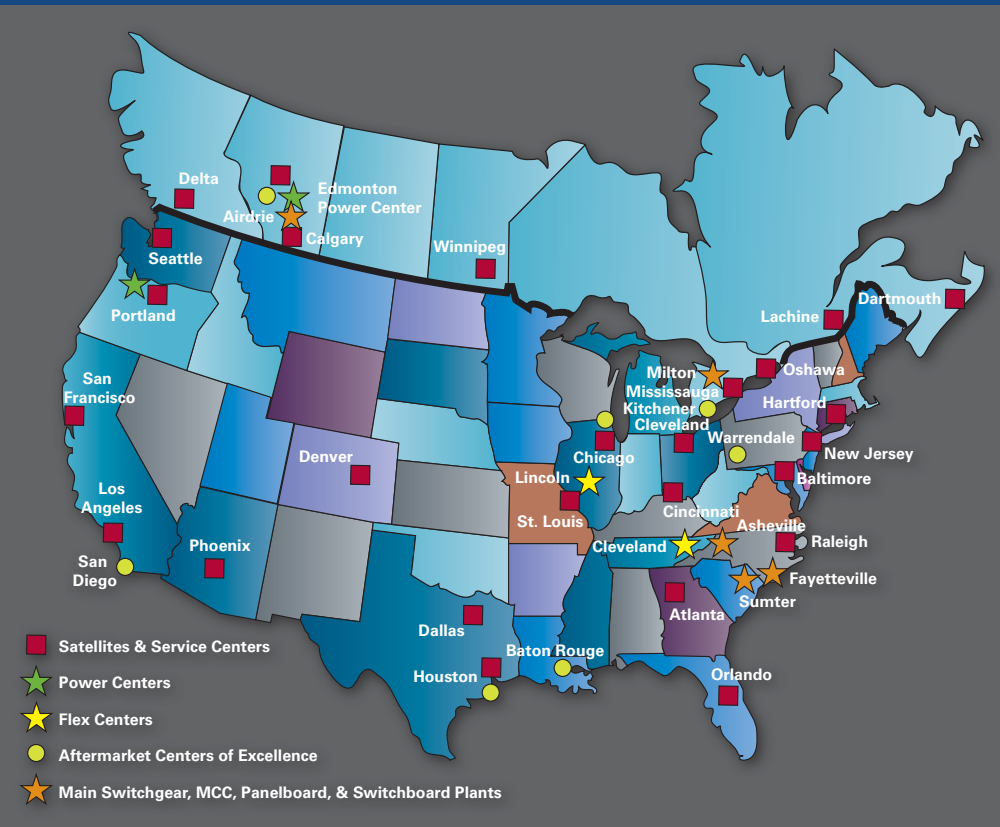 Delta
Edmonton
Power Center
Airdrie
Calgary
Winnipeg
Seattle
Portland
Dartmouth
Lachine
Oshawa
Milton
Mississauga
Kitchener
Cleveland
Hartford
San
Francisco
Warrendale
New Jersey
Denver
Chicago
Baltimore
Lincoln
St. Louis
Cincinnati
Los
Angeles
Asheville
Raleigh
Phoenix
Cleveland
San
Diego
Fayetteville
Sumter
Atlanta
Dallas
Baton Rouge
Houston
Orlando
Satellites & Service Centers
Power Centers
Flex Centers
Aftermarket Centers of Excellence
Main Switchgear, MCC, Panelboard, & Switchboard Plants